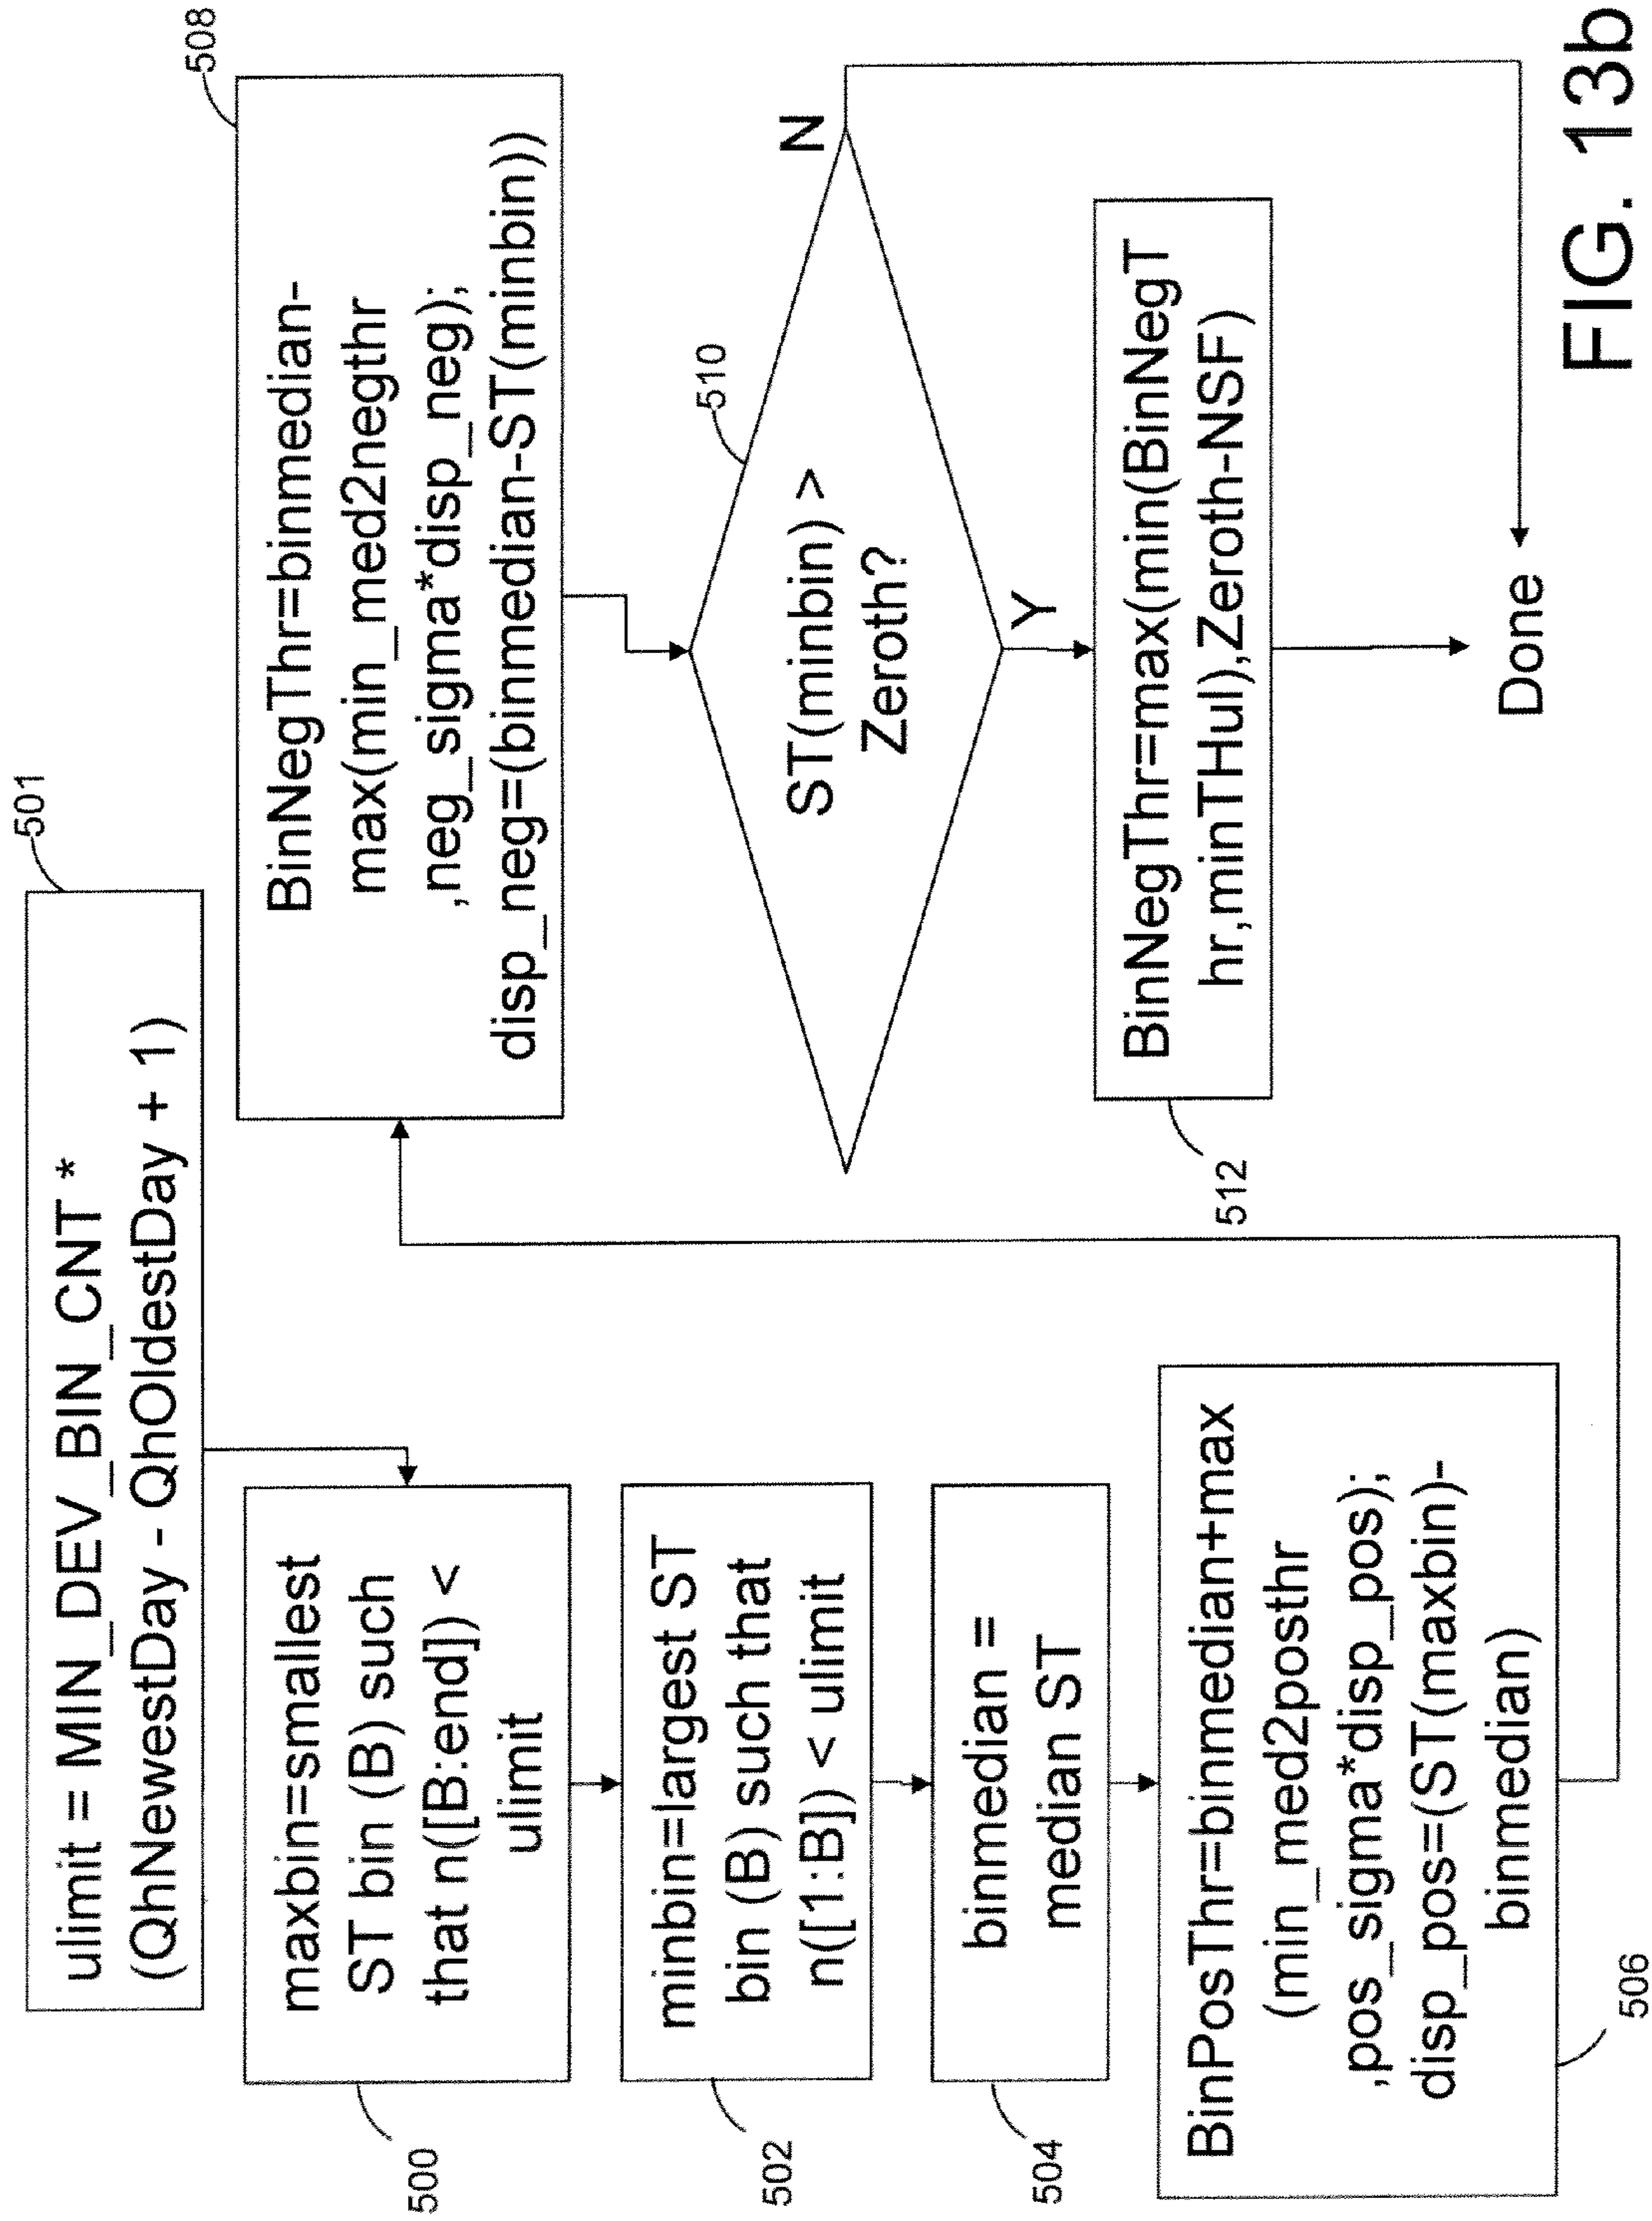 501
ulimit = MIN_DEV_BIN_CNT *
(QhNewestDay - QhOldestDay + 1)
500
maxbin=smallest
ST bin (B) such
that n([B:end]) <
ulimit
502
minbin=largest ST
bin (B) such that
n([1:B]) < ulimit
504
binmedian =
median ST
506
BinPosThr=binmedian+max
(min_med2posthr
,pos_sigma*disp_pos);
disp_pos=(ST(maxbin)-
binmedian)
508
BinNegThr=binmedian-
max(min_med2negthr
,neg_sigma*disp_neg);
disp_neg=(binmedian-ST(minbin))
510
ST(minbin) >
Zeroth?
N
Y
512
BinNegThr=max(min(BinNegT
hr,minTHul),Zeroth-NSF)
Done
FIG. 13b